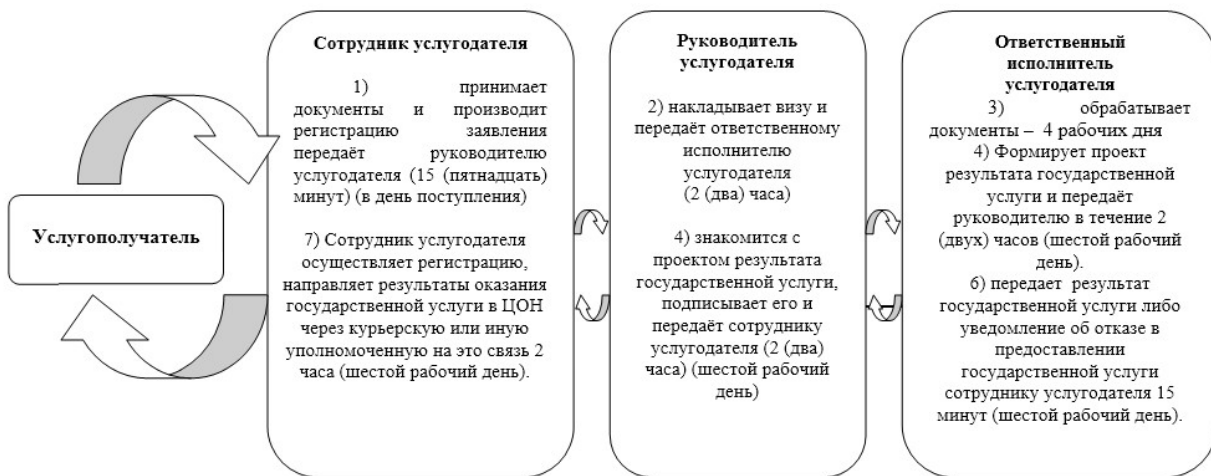 Услугополучатель
Сотрудник услугодателя
1) принимает
документы и производит
регистрацию заявления
передаёт руководителю
услугодателя (15 (пятнадцать)
минут) (в день поступления)
7) Сотрудник услугодателя
осуществляет регистрацию,
направляет результаты оказания
государственной услуги в ЦОН
через курьерскую или иную
уполномоченную на это связь 2
часа (шестой рабочий день).
Руководитель
услугодателя
2) накладывает визу и
передаёт ответственному
исполнителю
услугодателя
(2 (два) часа)
4) знакомится с
проектом результата
государственной услуги,
подписывает его и
передаёт сотруднику
услугодателя (2 (два)
часа) (шестой рабочий
день)
Ответственный
исполнитель
услугодателя
3) обрабатывает
документы – 4 рабочих дня
4) Формирует проект
результата государственной
услуги и передаёт
руководителю в течение 2
(двух) часов (шестой рабочий
день).
6) передает результат
государственной услуги либо
уведомление об отказе в
предоставлении
государственной услуги
сотруднику услугодателя 15
минут (шестой рабочий день).